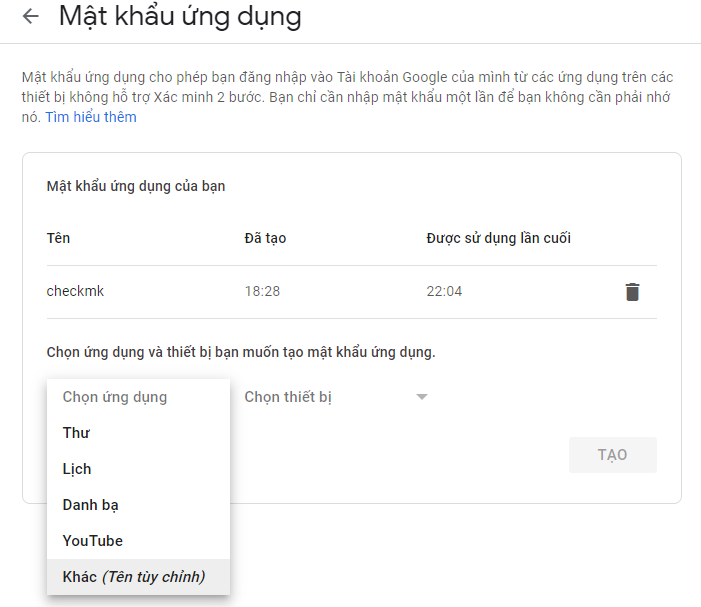 Mật khẩu ứng dụng
Mật khẩu ứng dụng cho phép bạn đăng nhập vào Tài khoản Google của mình từ các ứng dụng trên các
thiết bị không hỗ trợ Xác minh 2 bước. Bạn chỉ cần nhập mật khẩu một lần để bạn không cần phải nhớ
nó. Tìm hiểu thêm
Mật khẩu ứng dụng của bạn
Tên Đã tạo Được sử dụng lần cuối
checkmk 18:28 22:04
Chọn ứng dụng và thiết bị bạn muốn tạo mật khẩu ứng dụng.
Chọn ứng dụng Chọn thiết bị
Thư
TẠO
Lịch
Danh bạ
YouTube
Khác (Tên tùy chỉnh)